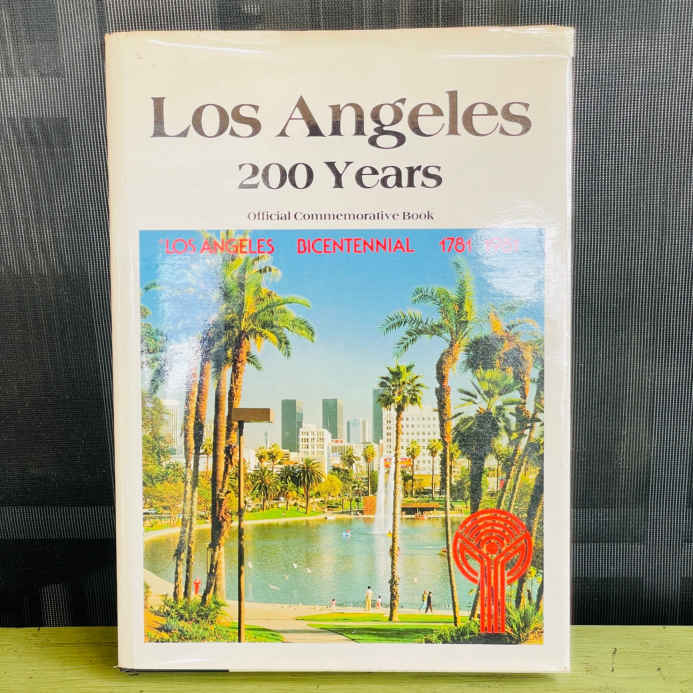 Los Angeles
200 Years
Official Commemorative Book
LOS ANGELES BICENTENNIAL 1781